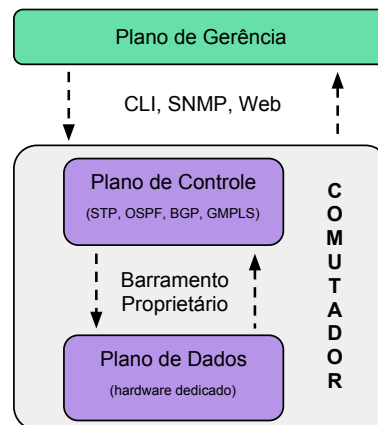 Plano de Gerência
CLI, SNMP, Web
Plano de Controle
(STP, OSPF, BGP, GMPLS)
Barramento
Proprietário
Plano de Dados
(hardware dedicado)
C
O
M
U
T
A
D
O
R